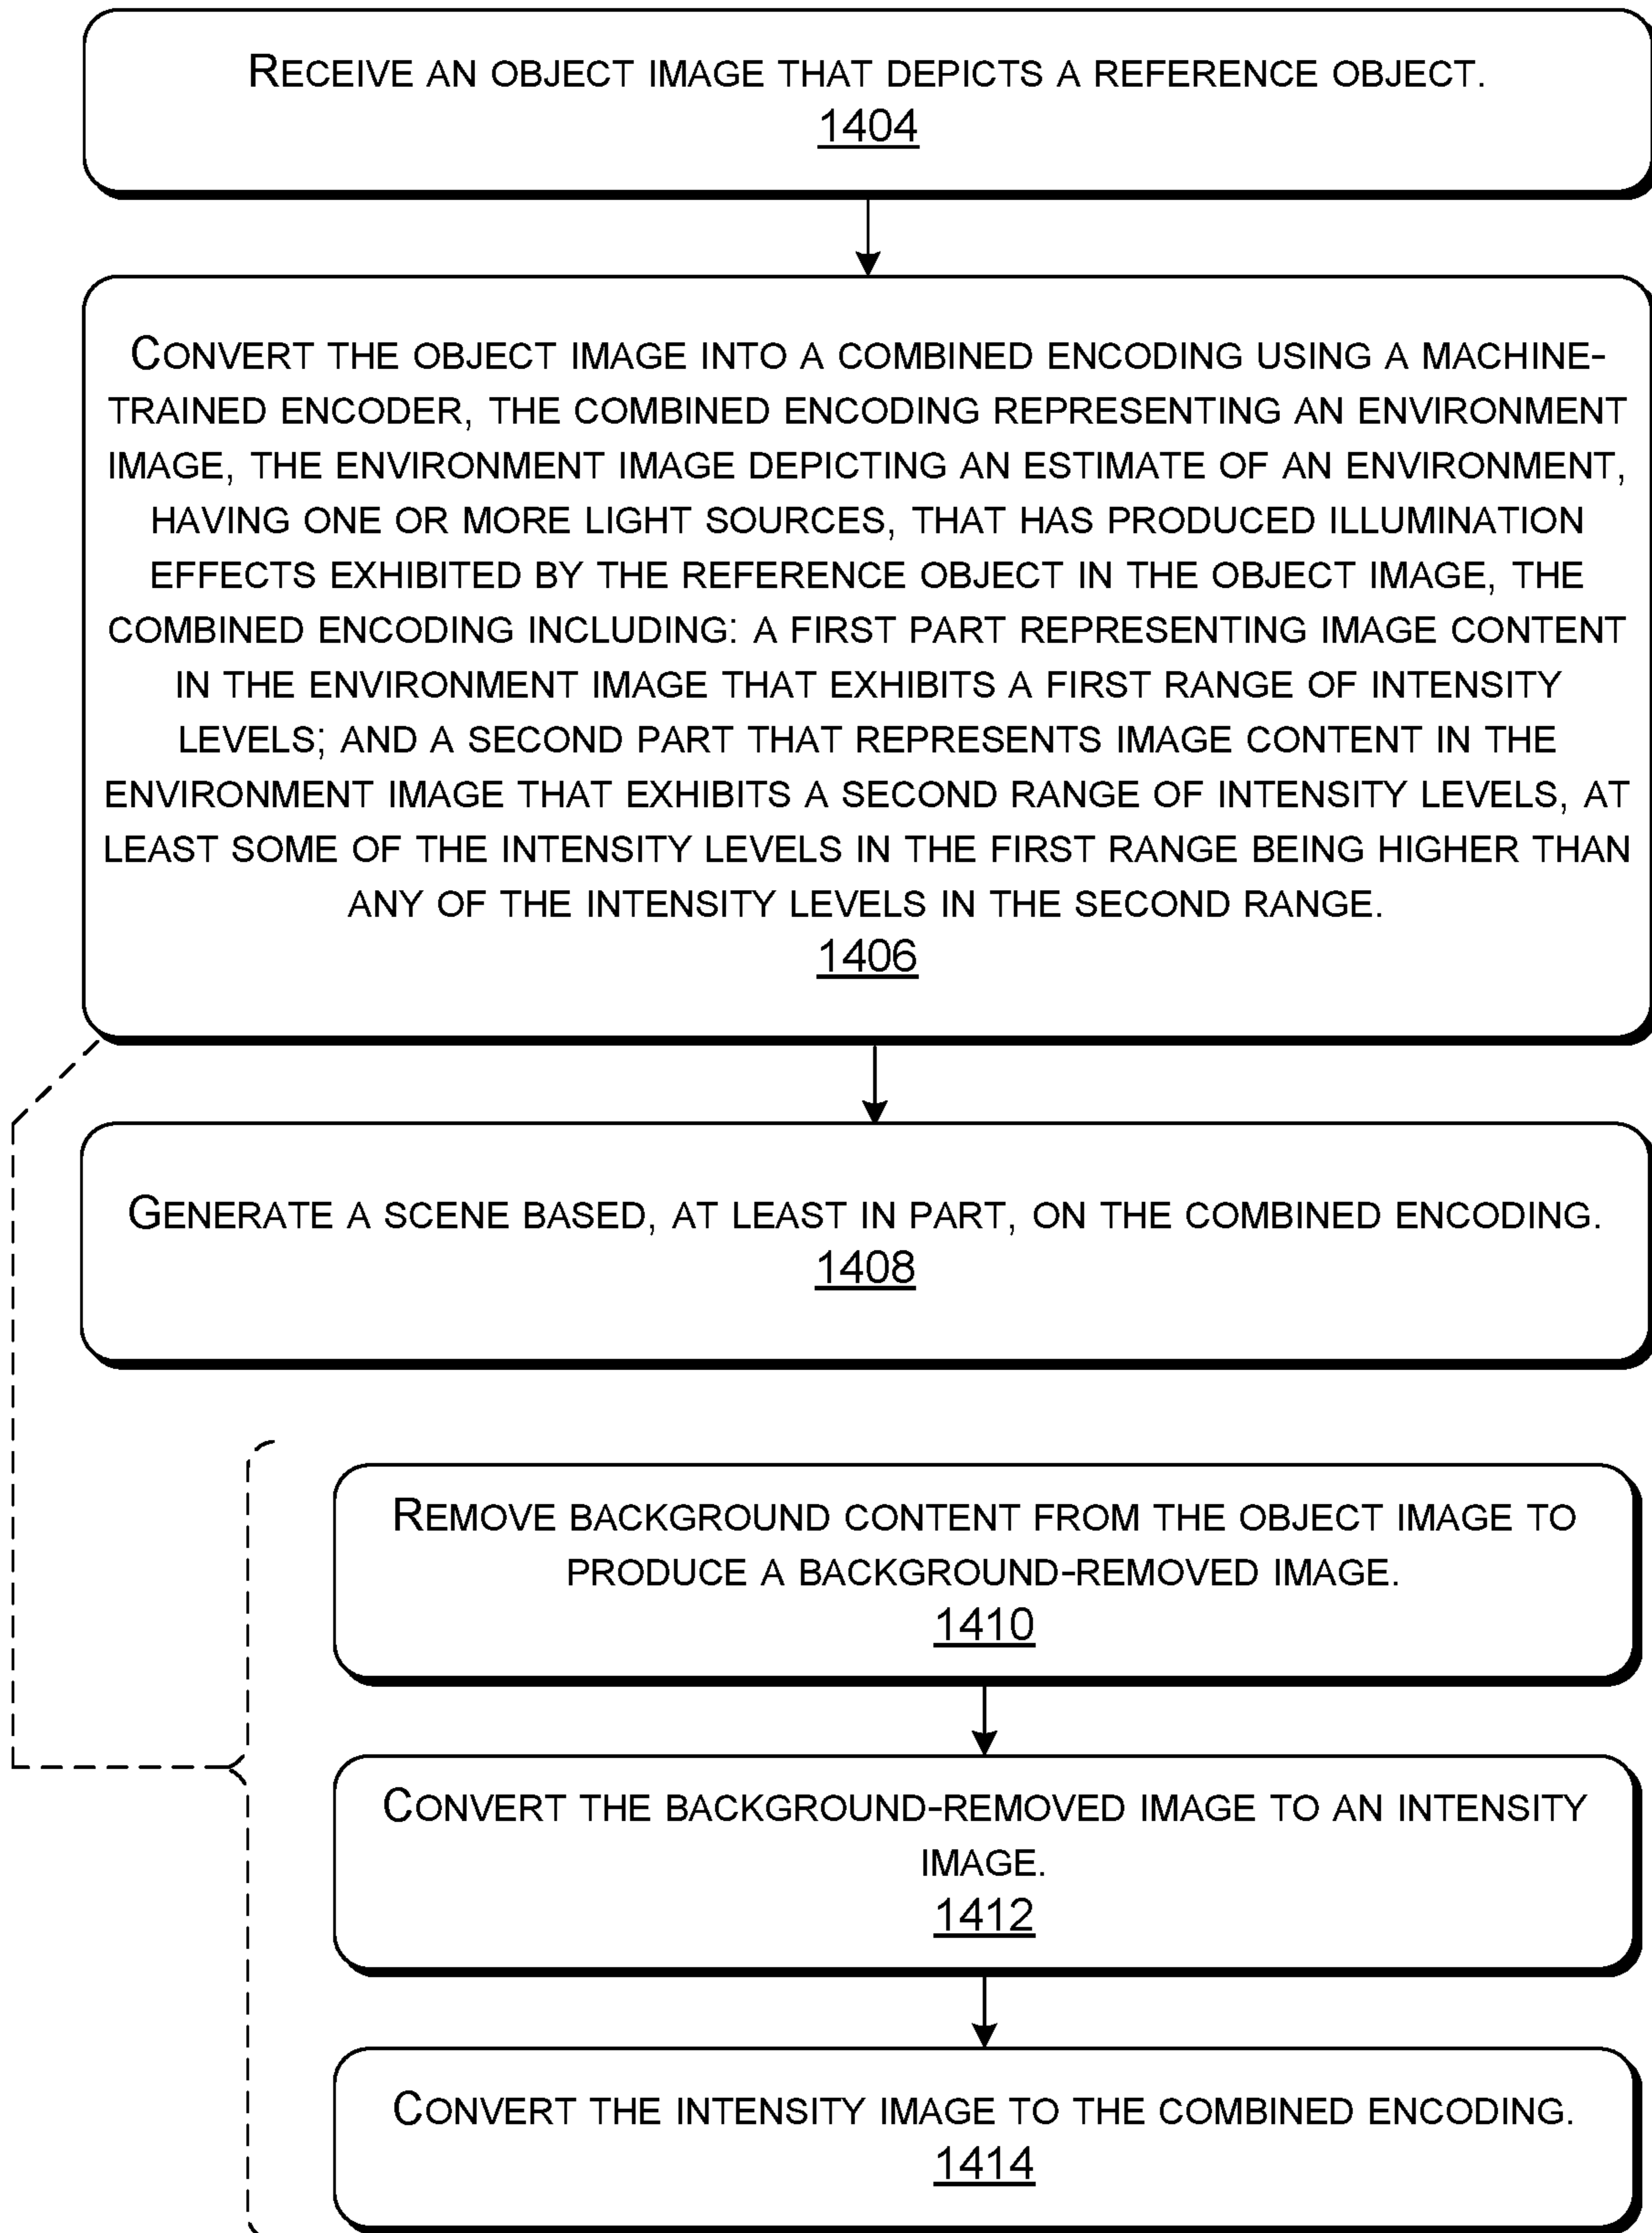 RECEIVE AN OBJECT IMAGE THAT DEPICTS A REFERENCE OBJECT.
1404
CONVERT THE OBJECT IMAGE INTO A COMBINED ENCODING USING A MACHINE-
TRAINED ENCODER, THE COMBINED ENCODING REPRESENTING AN ENVIRONMENT
IMAGE, THE ENVIRONMENT IMAGE DEPICTING AN ESTIMATE OF AN ENVIRONMENT,
HAVING ONE OR MORE LIGHT SOURCES, THAT HAS PRODUCED ILLUMINATION
EFFECTS EXHIBITED BY THE REFERENCE OBJECT IN THE OBJECT IMAGE, THE
COMBINED ENCODING INCLUDING: A FIRST PART REPRESENTING IMAGE CONTENT
IN THE ENVIRONMENT IMAGE THAT EXHIBITS A FIRST RANGE OF INTENSITY
LEVELS; AND A SECOND PART THAT REPRESENTS IMAGE CONTENT IN THE
ENVIRONMENT IMAGE THAT EXHIBITS A SECOND RANGE OF INTENSITY LEVELS, AT
LEAST SOME OF THE INTENSITY LEVELS IN THE FIRST RANGE BEING HIGHER THAN
ANY OF THE INTENSITY LEVELS IN THE SECOND RANGE.
1406
GENERATE A SCENE BASED, AT LEAST IN PART, ON THE COMBINED ENCODING.
1408
REMOVE BACKGROUND CONTENT FROM THE OBJECT IMAGE TO
PRODUCE A BACKGROUND-REMOVED IMAGE.
1410
CONVERT THE BACKGROUND-REMOVED IMAGE TO AN INTENSITY
IMAGE.
1412
CONVERT THE INTENSITY IMAGE TO THE COMBINED ENCODING.
1414